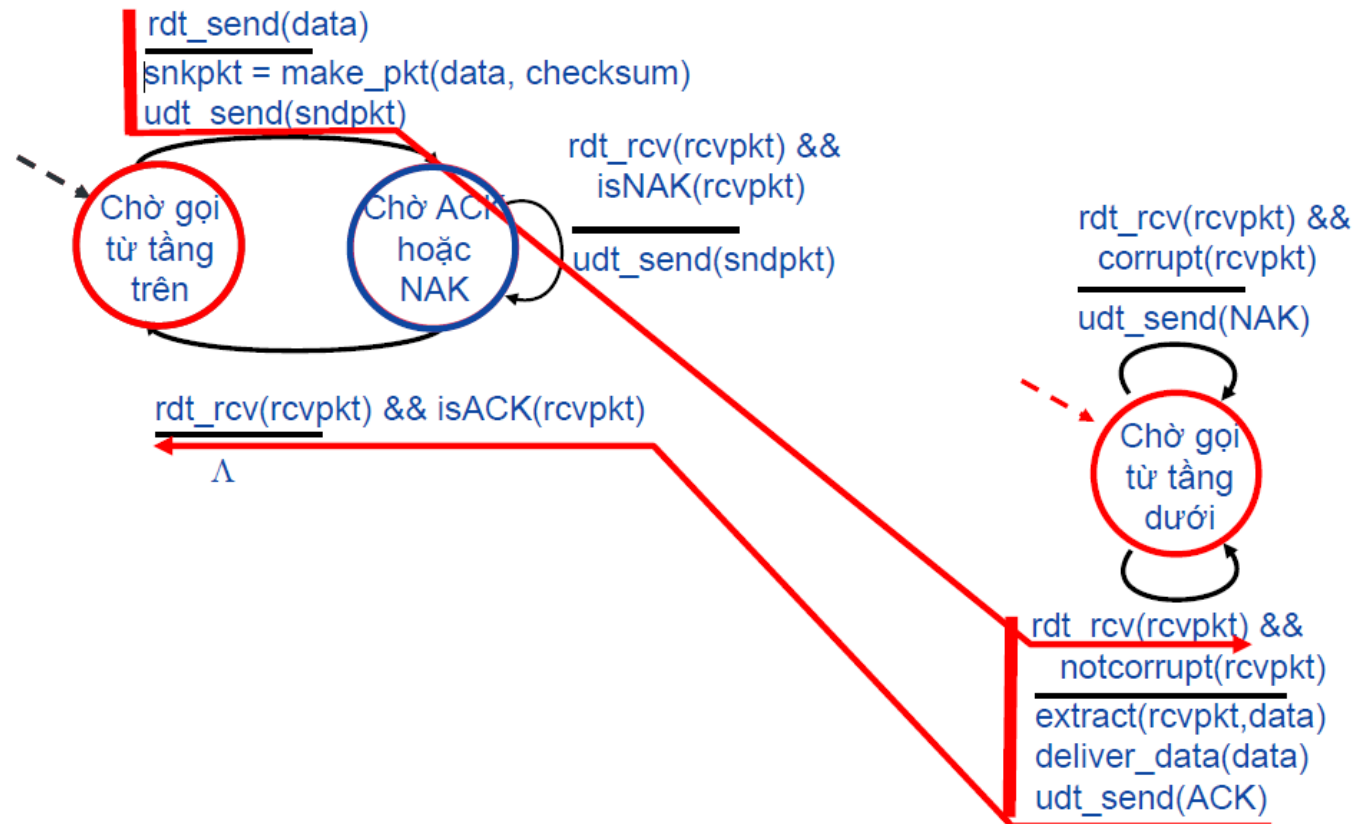 rdt_send(data)
snkpkt = make_pkt(data, checksum)
udt_send(sndpkt)
Chờ gọi
từ tầng
trên
Chờ ACK
hoặc
NAK
rdt_rcv(rcvpkt) &&
isNAK(rcvpkt)
udt_send(sndpkt)
rdt_rcv(rcvpkt) && isACK(rcvpkt)
Λ
rdt_rcv(rcvpkt) &&
corrupt(rcvpkt)
udt_send(NAK)
Chờ gọi
từ tầng
dưới
rdt_rcv(rcvpkt) &&
notcorrupt(rcvpkt)
extract(rcvpkt,data)
deliver_data(data)
udt_send(ACK)